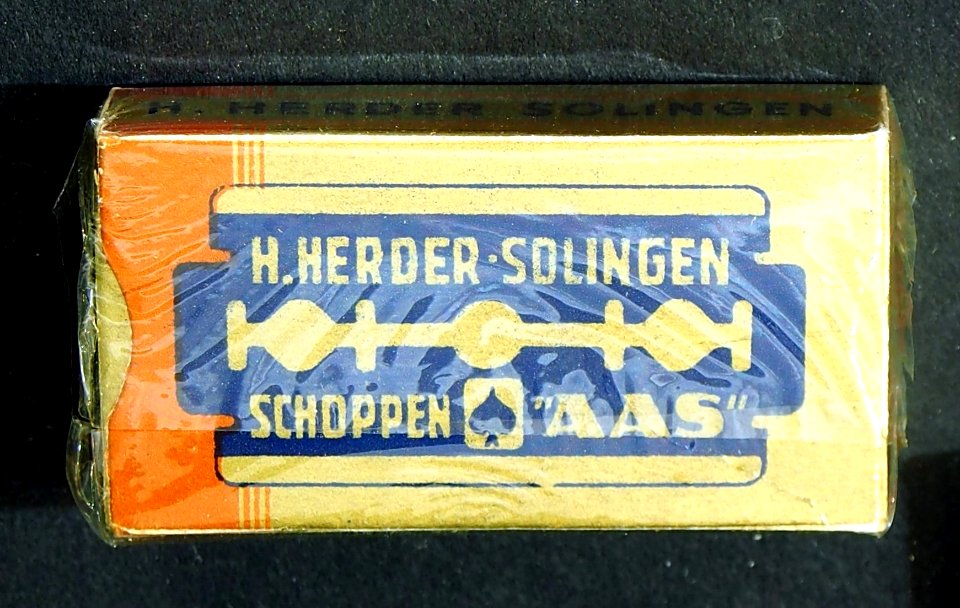 H. HERDER SOLINGEN
H. HERDER·SOLINGEN
SCHOPPEN "AAS"